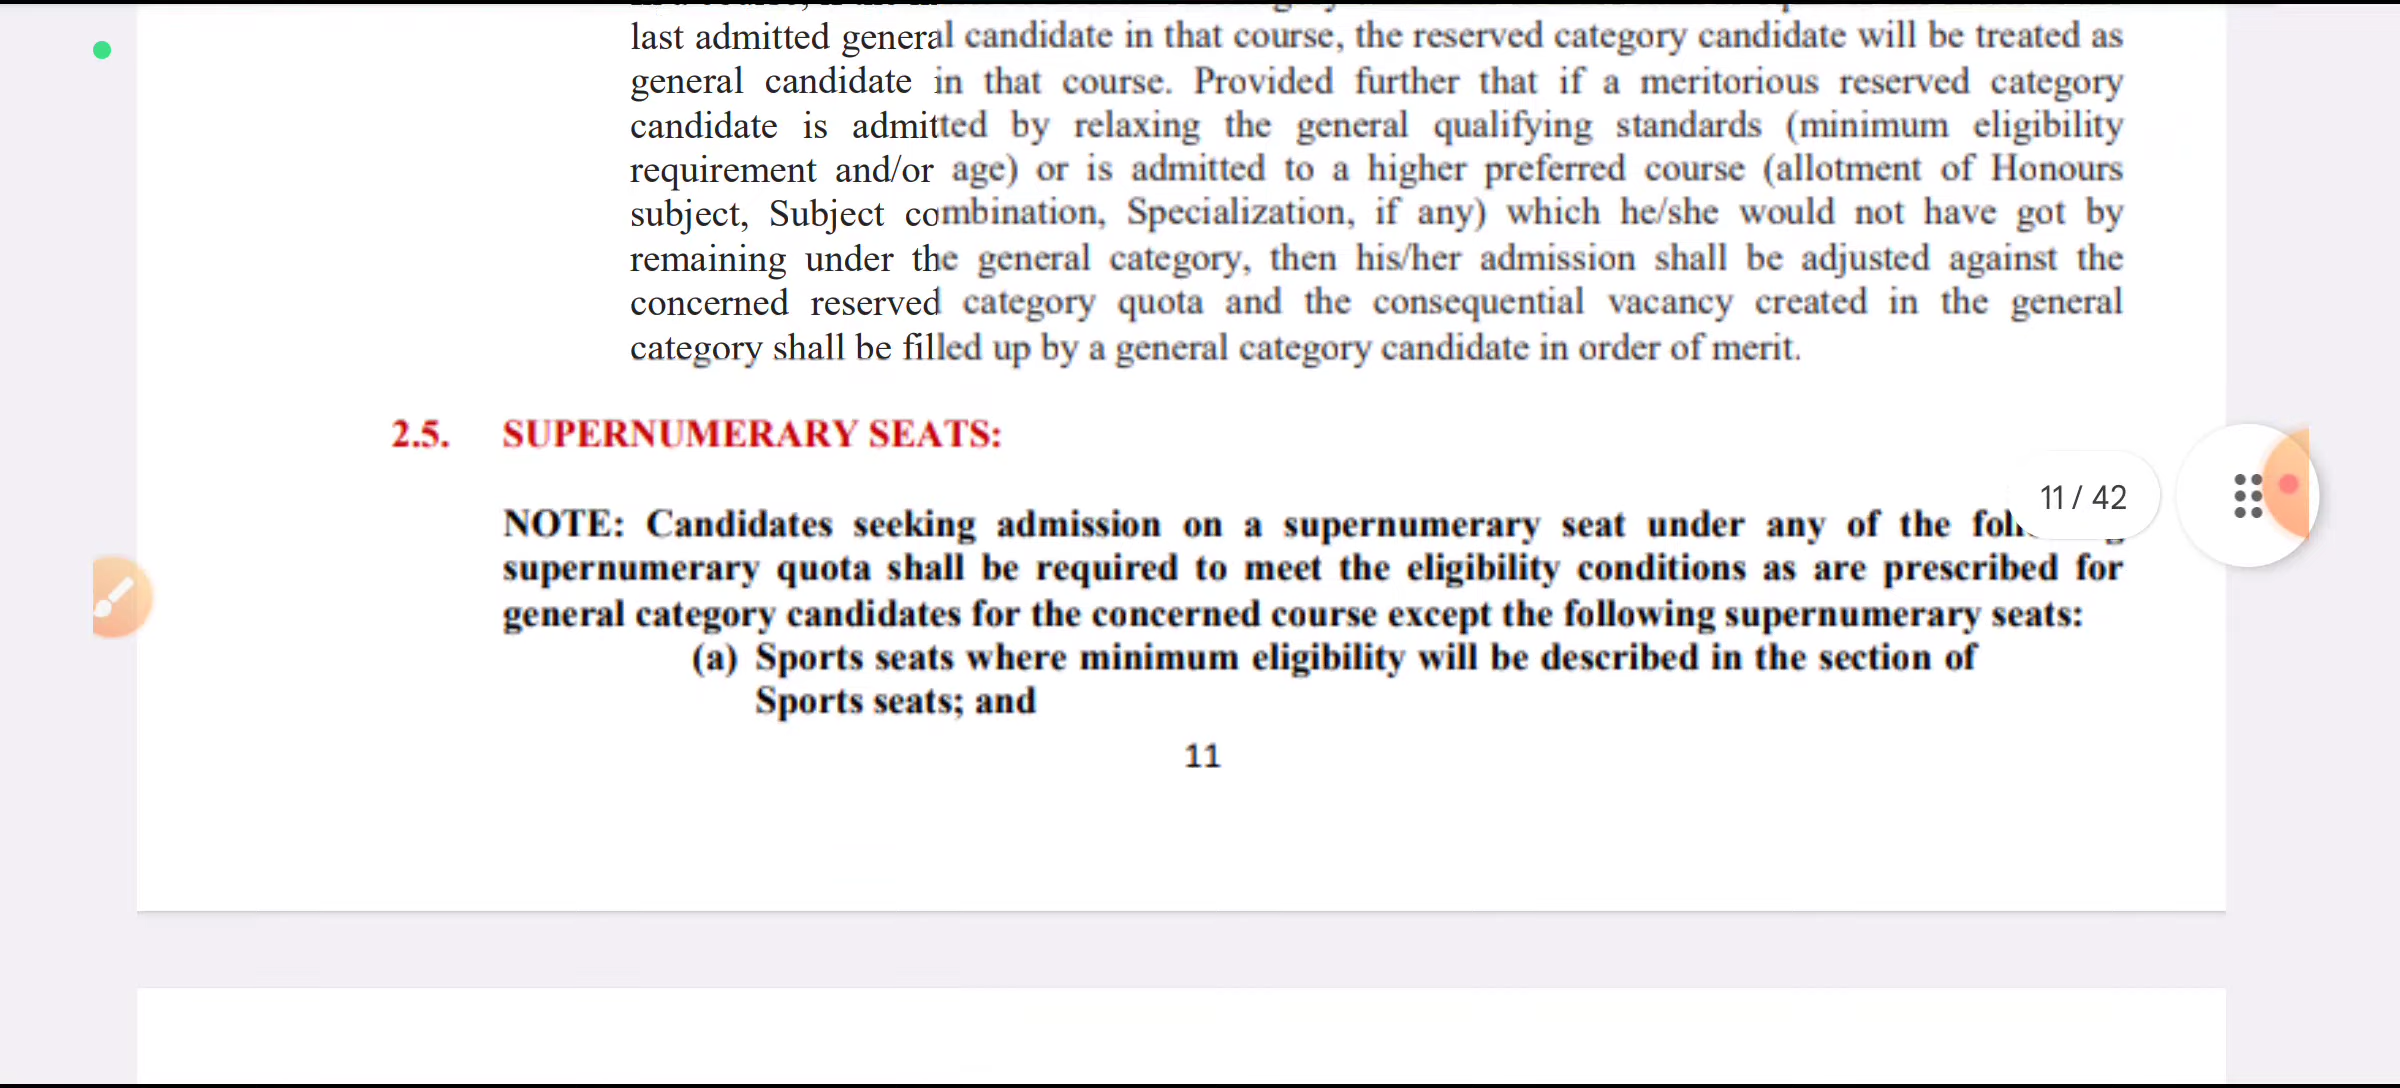 last admitted general candidate in that course, the reserved category candidate will be treated as
general candidate in that course. Provided further that if a meritorious reserved category
candidate is admitted by relaxing the general qualifying standards (minimum eligibility
requirement and/or age) or is admitted to a higher preferred course (allotment of Honours
subject, Subject combination, Specialization, if any) which he/she would not have got by
remaining under the general category, then his/her admission shall be adjusted against the
concerned reserved category quota and the consequential vacancy created in the general
category shall be filled up by a general category candidate in order of merit.
2.5. SUPERNUMERARY SEATS:
11 / 42
NOTE: Candidates seeking admission on a supernumerary seat under any of the
supernumerary quota shall be required to meet the eligibility conditions as are prescribed for
general category candidates for the concerned course except the following supernumerary seats:
(a) Sports seats where minimum eligibility will be described in the section of
Sports seats; and
11